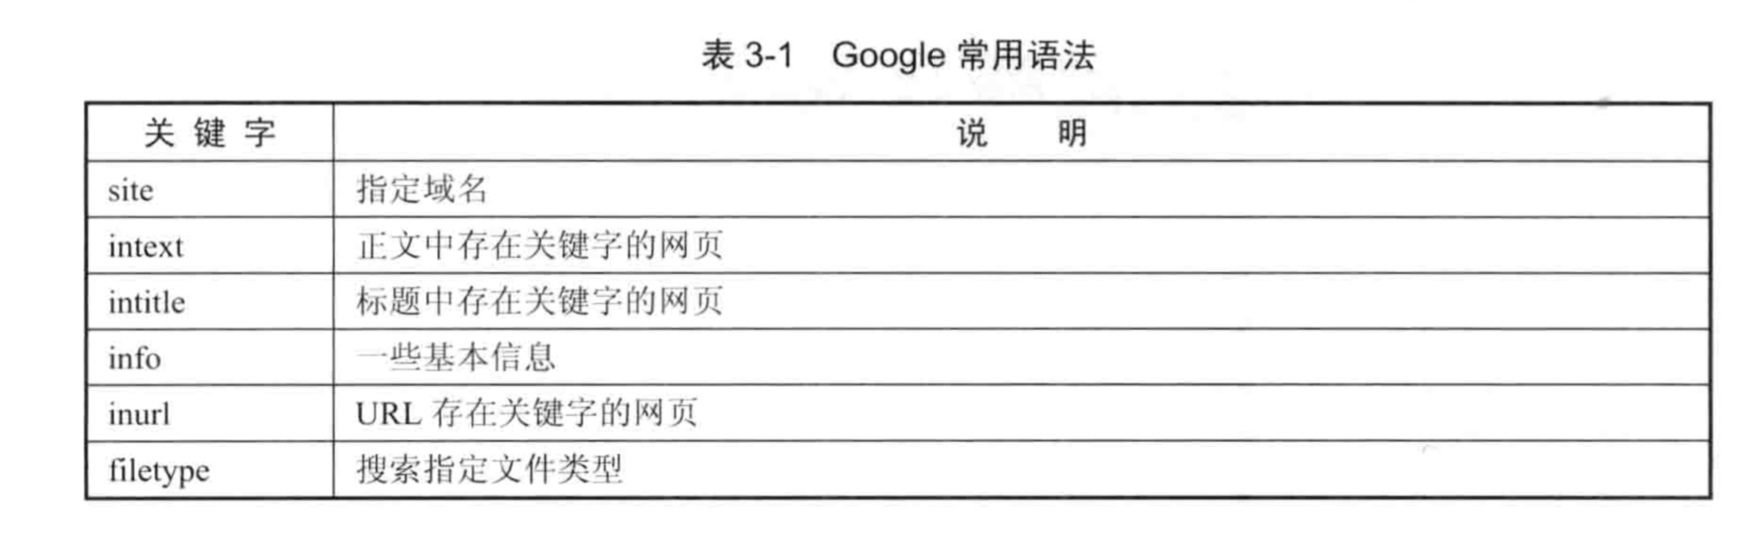 表 3-1 Google 常用语法
关键字 说明
site 指定域名
intext 正文中存在关键字的网页
intitle 标题中存在关键字的网页
info 一些基本信息
inurl URL 存在关键字的网页
filetype 搜索指定文件类型